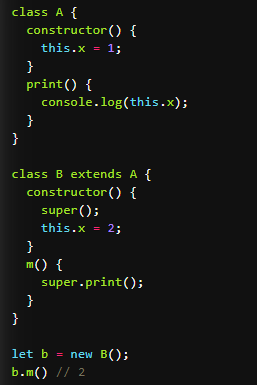 class A {
  constructor() {
    this.x = 1;
  }
  print() {
    console.log(this.x);
  }
}

class B extends A {
  constructor() {
    super();
    this.x = 2;
  }
  m() {
    super.print();
  }
}

let b = new B();
b.m() // 2